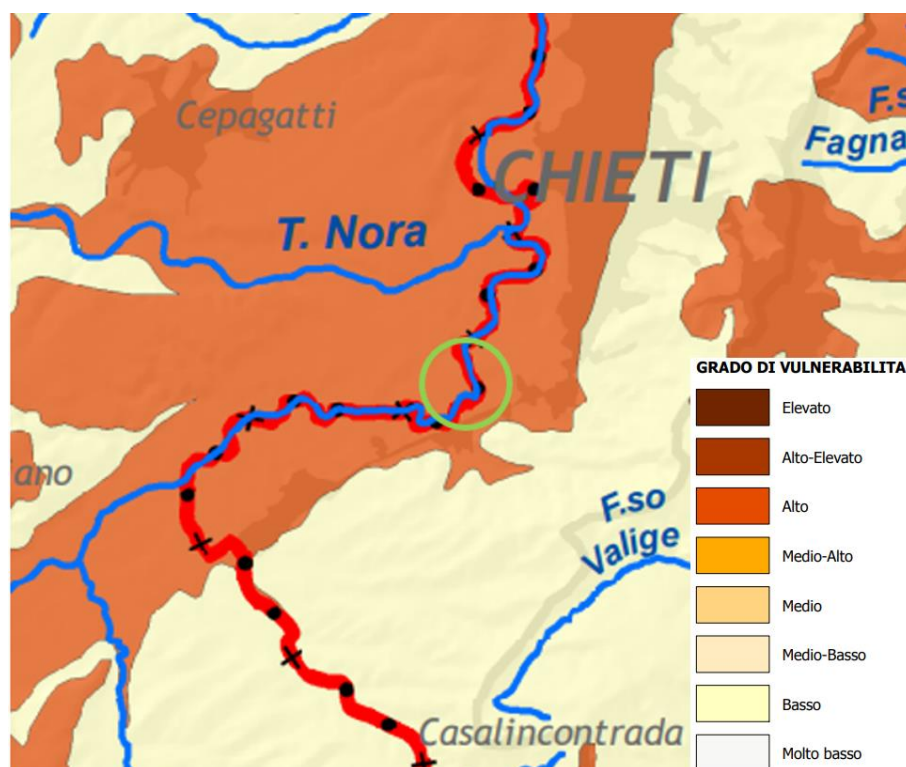 Cepagatti
CHIETI
T. Nora
F.s
Fagna
ano
F.so
Valige
Casalincontrada
GRADO DI VULNERABILITA
Elevato
Alto-Elevato
Alto
Medio-Alto
Medio
Medio-Basso
Basso
Molto basso